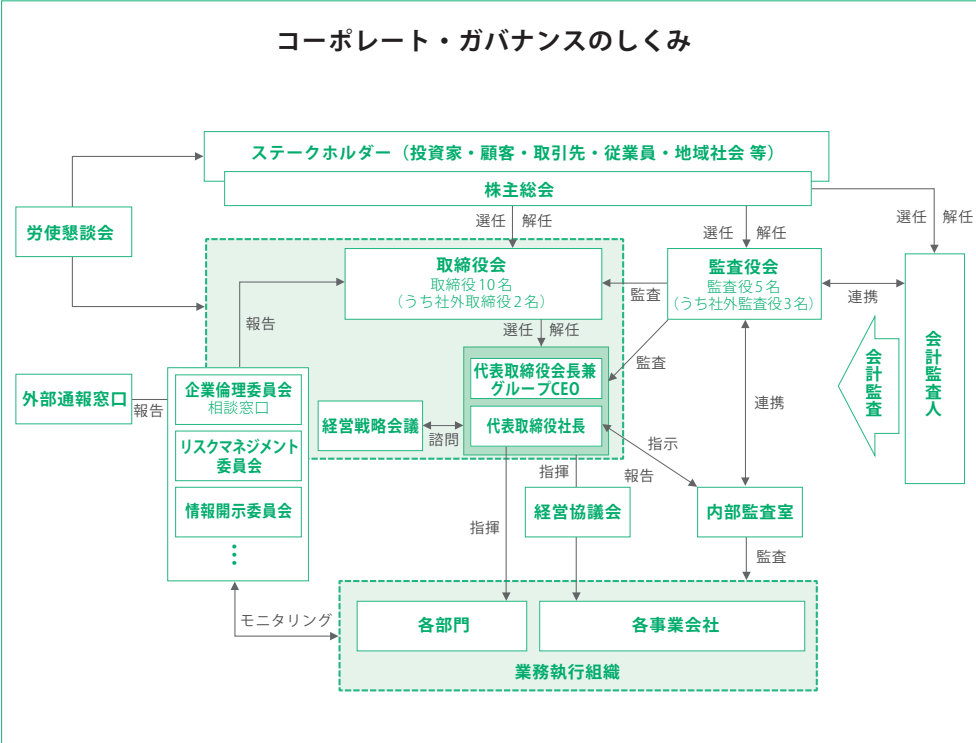 コーポレート・ガバナンスのしくみ
ステークホルダー（投資家・顧客・取引先・従業員・地域社会 等）
株主総会
労使懇談会
選任
解任
選任
解任
選任
解任
取締役会
取締役10名
（うち社外取締役2名）
監査
監査役会
監査役5名
（うち社外監査役3名）
連携
会計監査人
会計監査
報告
選任
解任
監査
代表取締役会長兼
グループCEO
代表取締役社長
経営戦略会議
諮問
外部通報窓口
報告
企業倫理委員会
相談窓口
リスクマネジメント
委員会
情報開示委員会
⋮
連携
指示
報告
指揮
指揮
経営協議会
内部監査室
監査
モニタリング
各部門
各事業会社
業務執行組織